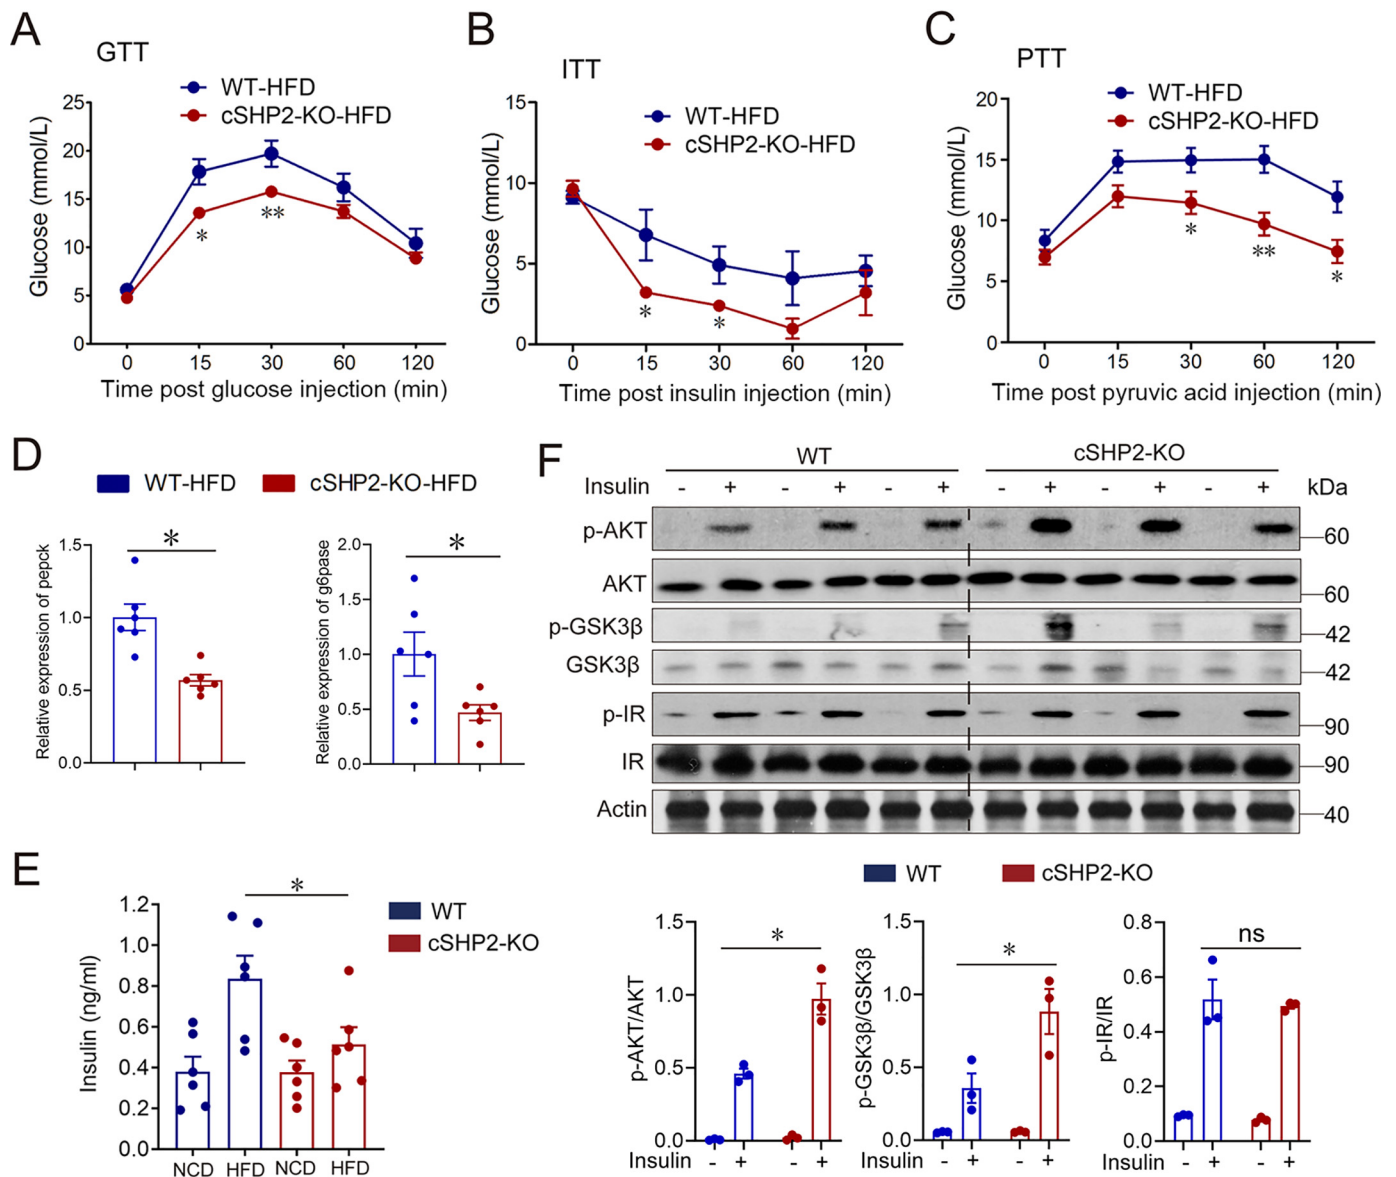 A
GTT
WT-HFD
cSHP2-KO-HFD
Glucose (mmol/L)
25
20
15
10
5
0
0 15 30 60 120
* **
Time post glucose injection (min)
B
ITT
WT-HFD
cSHP2-KO-HFD
Glucose (mmol/L)
15
10
5
0
0 15 30 60 120
* *
Time post insulin injection (min)
C
PTT
WT-HFD
cSHP2-KO-HFD
Glucose (mmol/L)
20
15
10
5
0
0 15 30 60 120
* ** *
Time post pyruvic acid injection (min)
D
WT-HFD cSHP2-KO-HFD
Relative expression of pepck
1.5
1.0
0.5
0.0
*
Relative expression of g6pase
2.0
1.5
1.0
0.5
0.0
*
E
WT
cSHP2-KO
Insulin (ng/ml)
1.2
1.0
0.8
0.6
0.4
0.2
0.0
*
NCD HFD NCD HFD
F
WT cSHP2-KO
Insulin - + - + - + - + - + - + kDa
p-AKT 60
AKT 60
p-GSK3β 42
GSK3β 42
p-IR 90
IR 90
Actin 40
WT cSHP2-KO
p-AKT/AKT
1.5
1.0
0.5
0.0
*
Insulin - + - +
p-GSK3β/GSK3β
1.5
1.0
0.5
0.0
*
Insulin - + - +
p-IR/IR
0.8
0.6
0.4
0.2
0.0
ns
Insulin - + - +